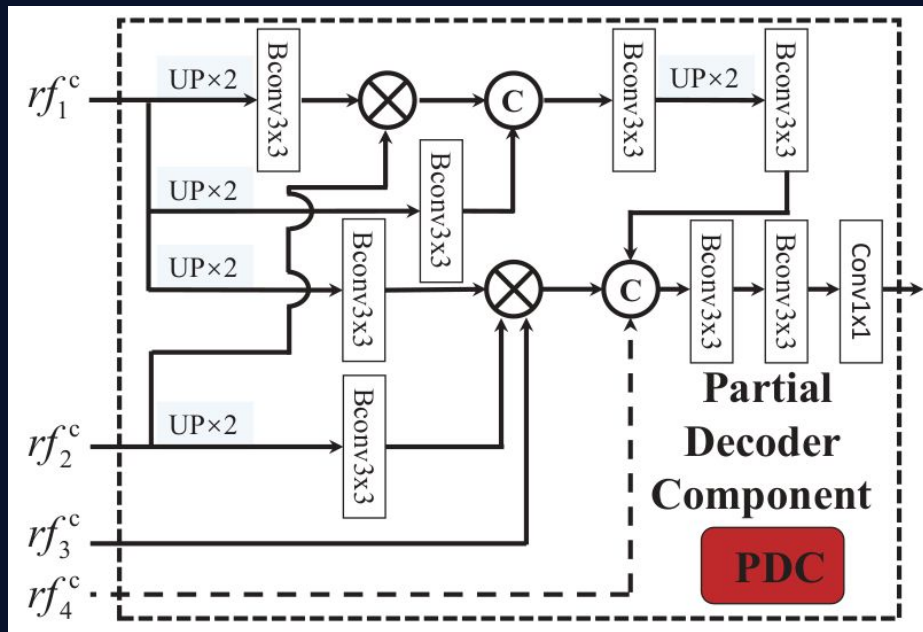 rf₁ᶜ
UP×2
Bconv3x3
C
Bconv3x3
UP×2
Bconv3x3
UP×2
Bconv3x3
UP×2
Bconv3x3
C
Bconv3x3
Bconv3x3
Conv1x1
rf₂ᶜ
UP×2
Bconv3x3
Partial
Decoder
Component
rf₃ᶜ
PDC
rf₄ᶜ